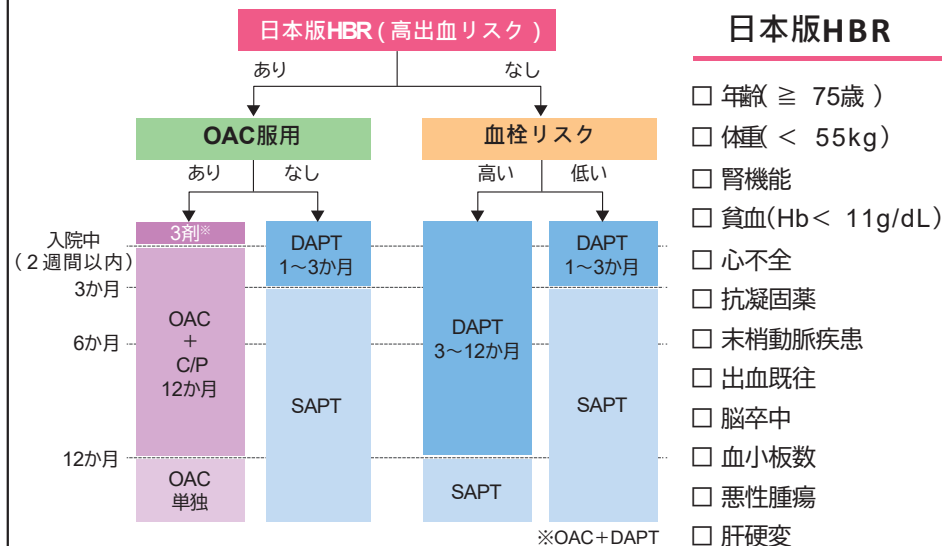 日本版HBR(高出血リスク)
あり
なし
OAC服用
血栓リスク
あり
なし
高い
低い
入院中
(2週間以内)
3か月
6か月
12か月
3剤※
OAC
+
C/P
12か月
OAC
単独
DAPT
1〜3か月
SAPT
DAPT
3〜12か月
SAPT
DAPT
1〜3か月
SAPT
※OAC+DAPT
日本版HBR
□ 年齢(≧ 75歳)
□ 体重(< 55kg)
□ 腎機能
□ 貧血(Hb< 11g/dL)
□ 心不全
□ 抗凝固薬
□ 末梢動脈疾患
□ 出血既往
□ 脳卒中
□ 血小板数
□ 悪性腫瘍
□ 肝硬変